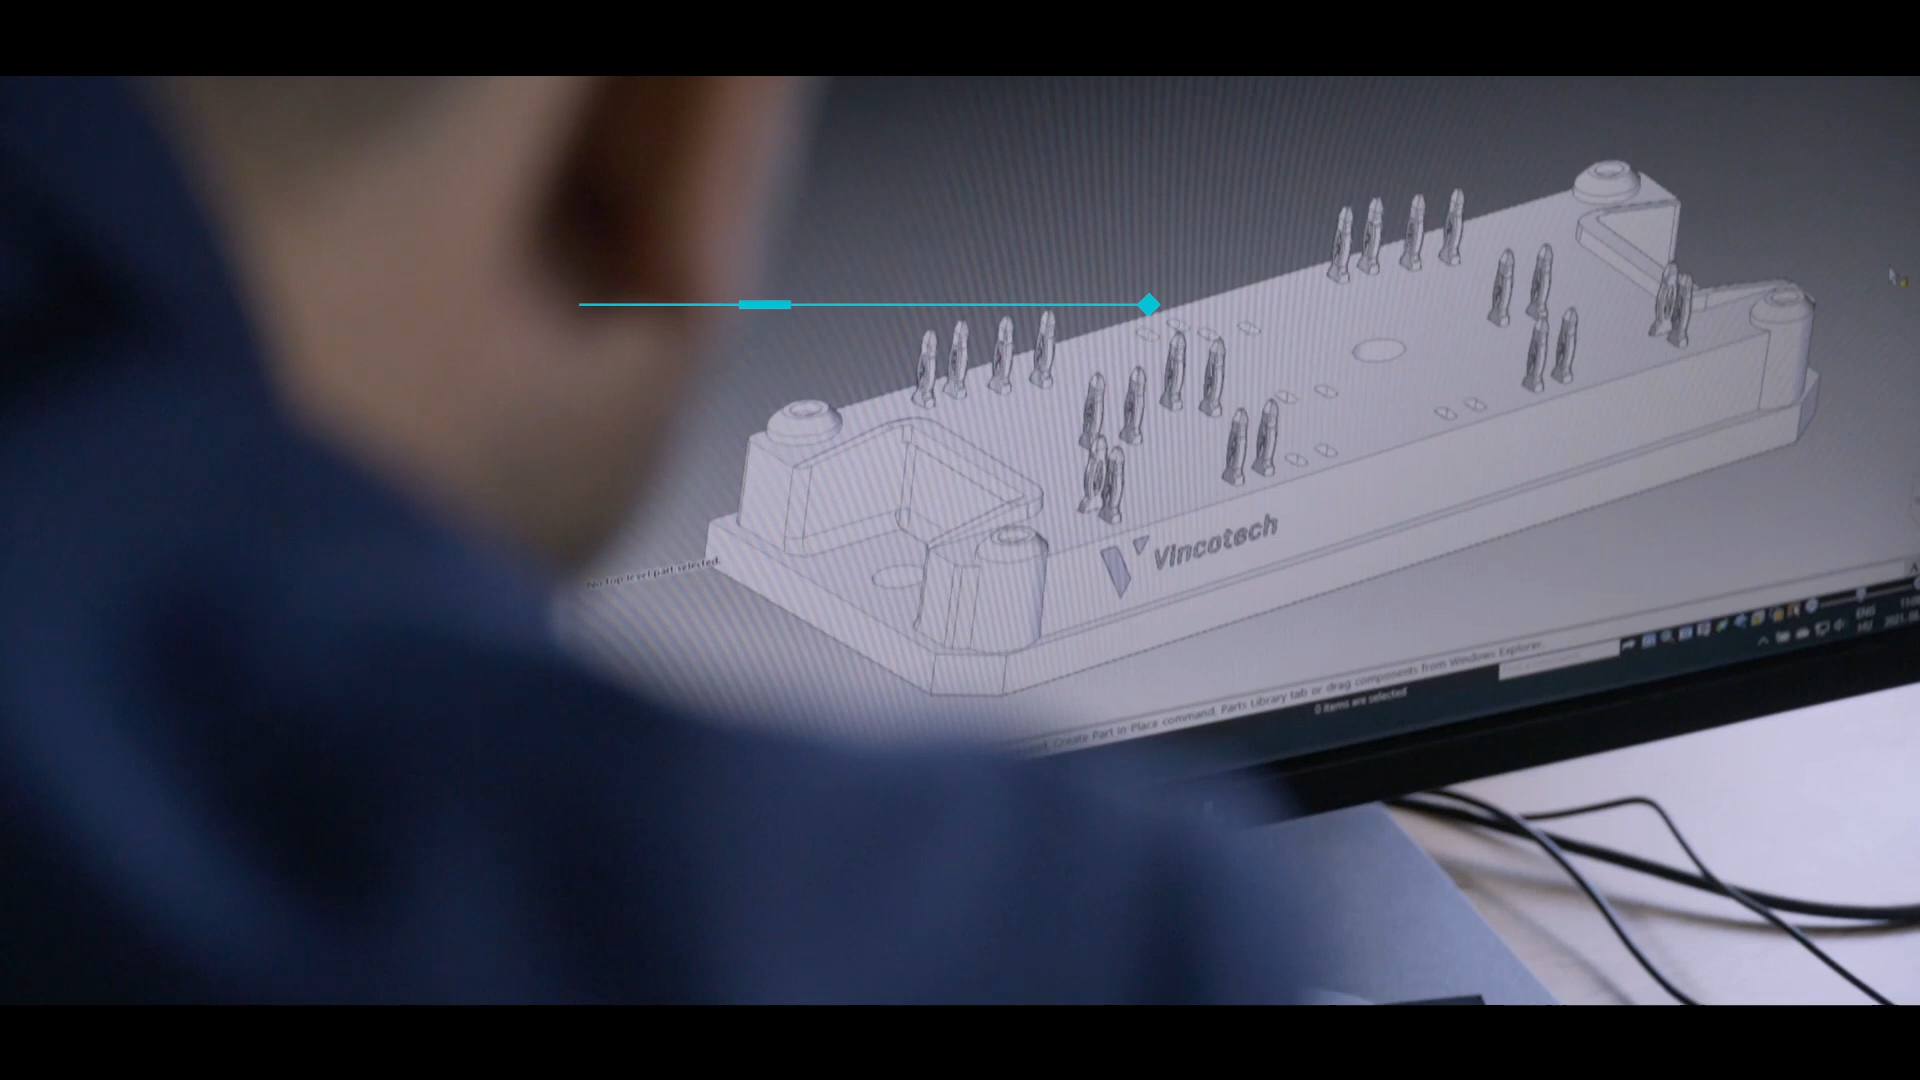 Vincotech
No top level part selected.
Create Part in Place command, Parts Library tab or drag components from Windows Explorer.
0 items are selected
ENG
HU